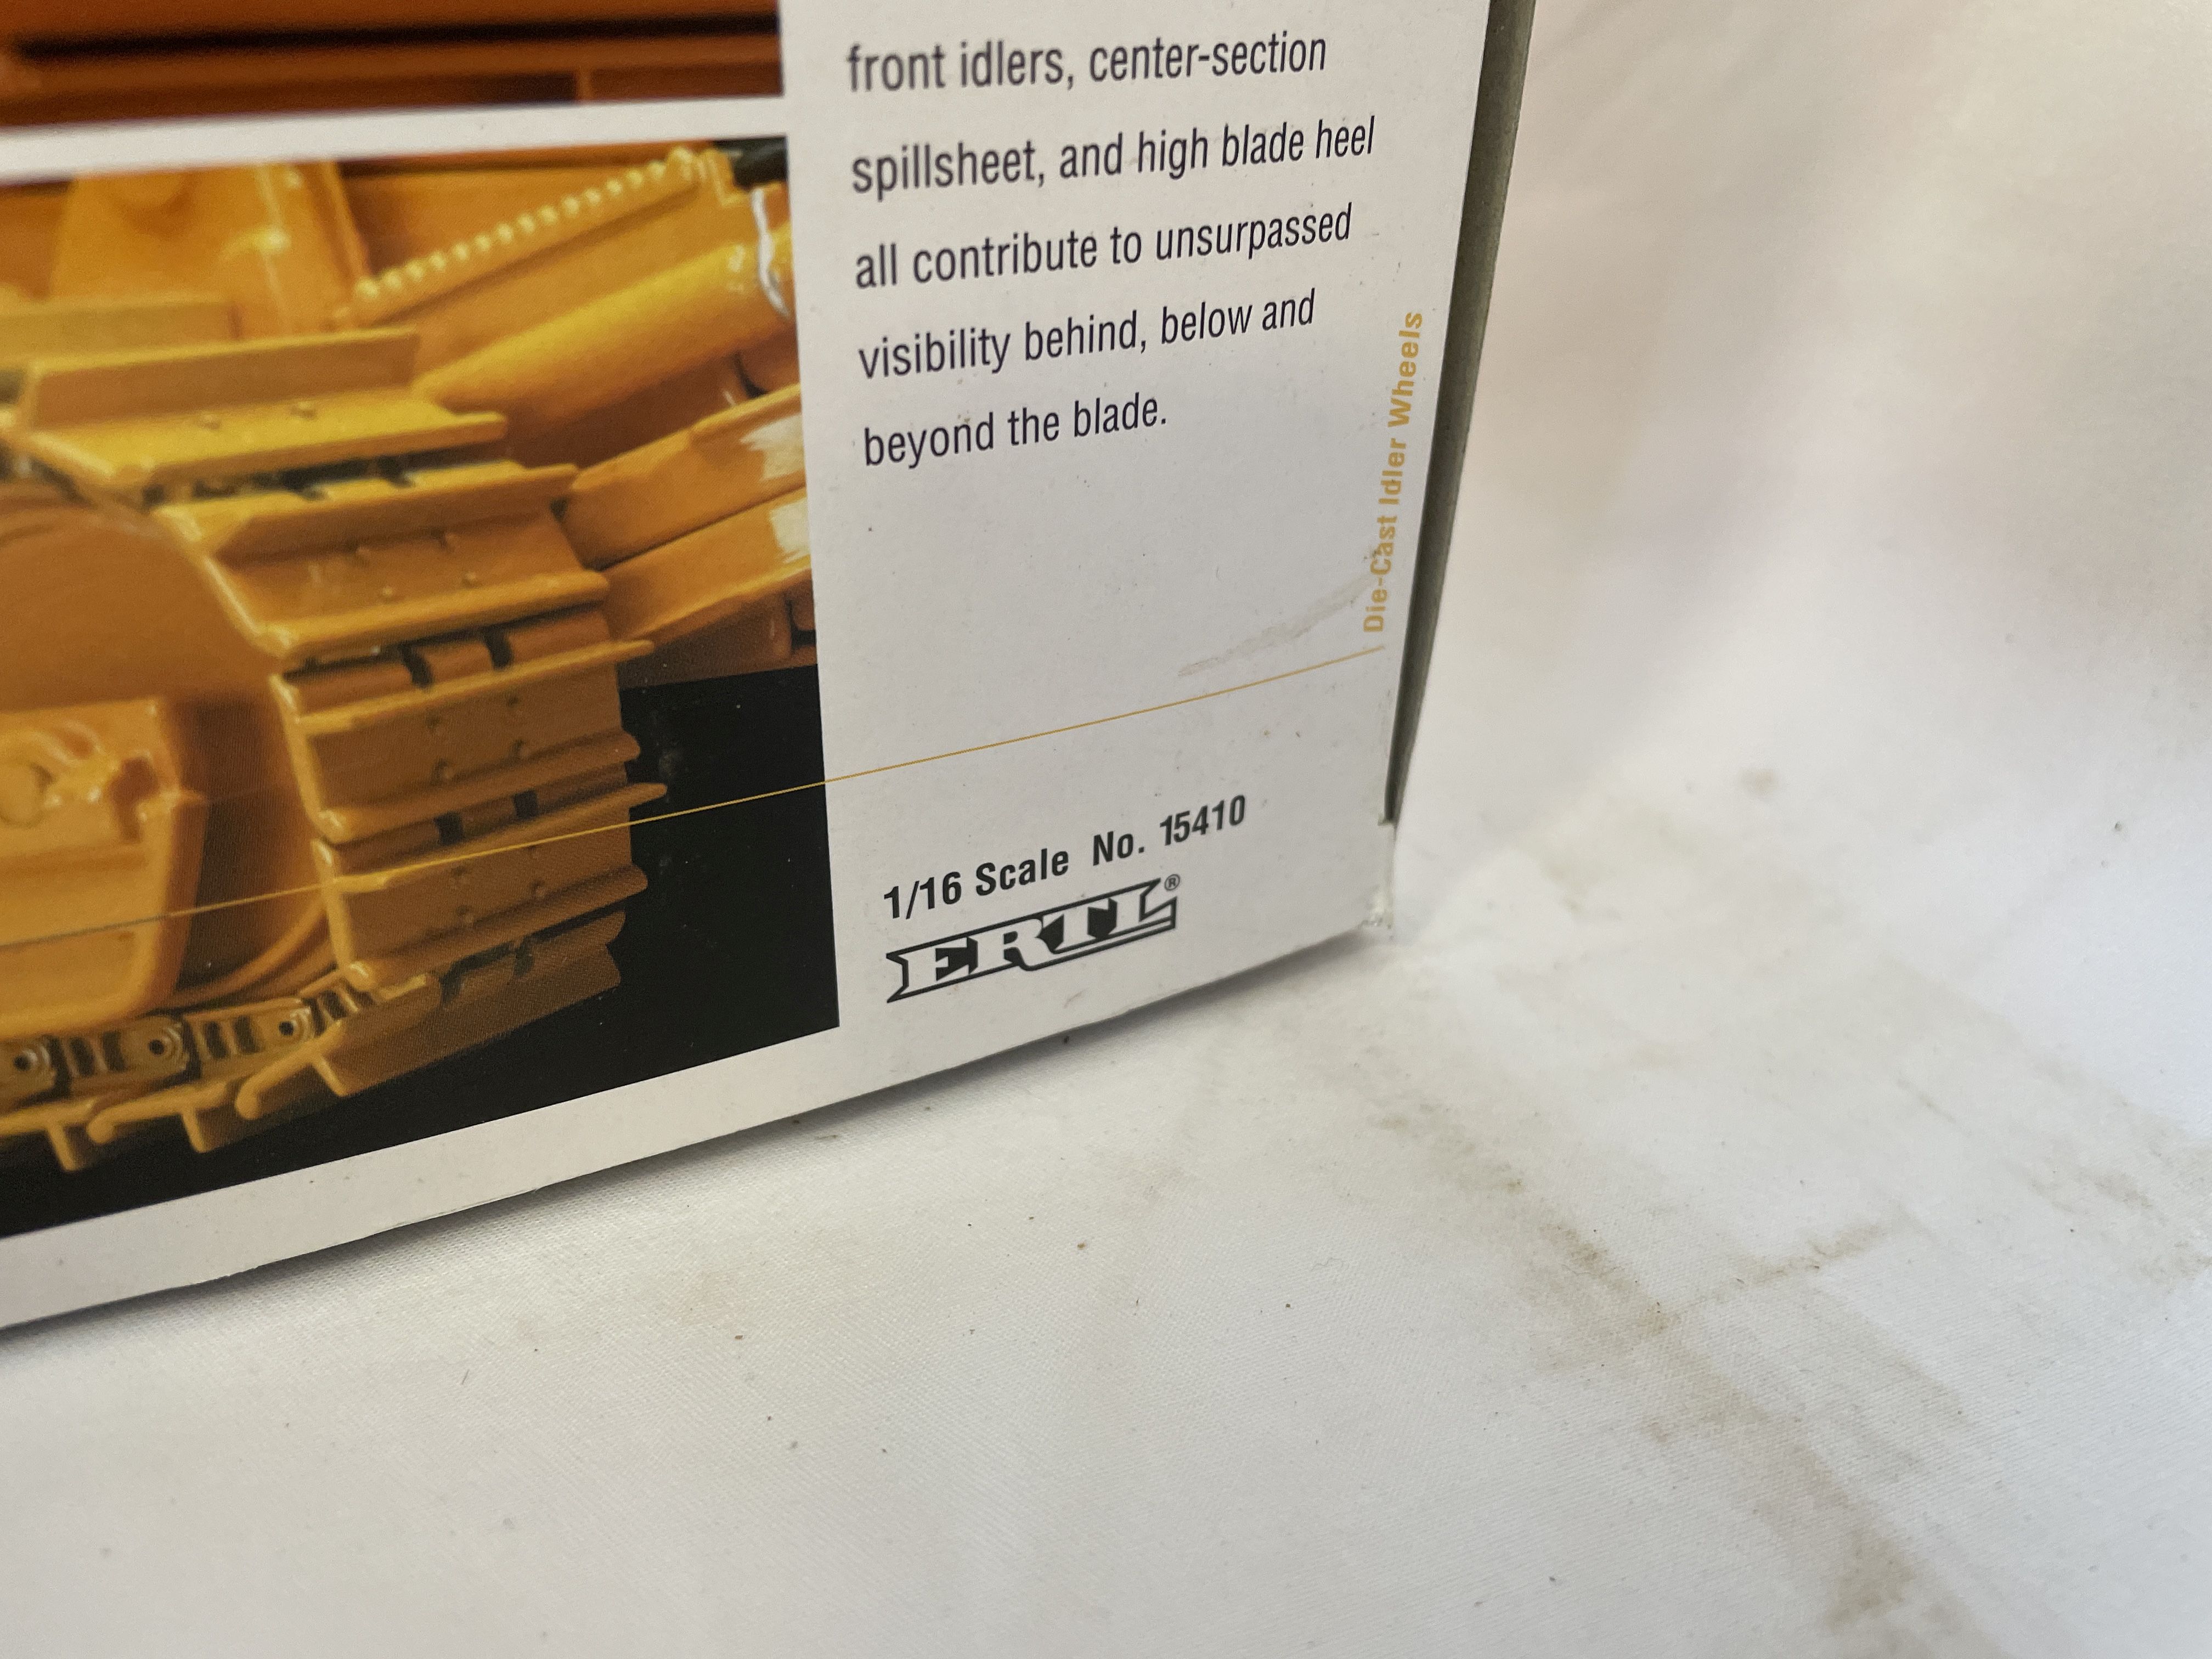 front idlers, center-section
spillsheet, and high blade heel
all contribute to unsurpassed
visibility behind, below and
beyond the blade.
Die-Cast Idler Wheels
1/16 Scale No. 15410
ERTL®